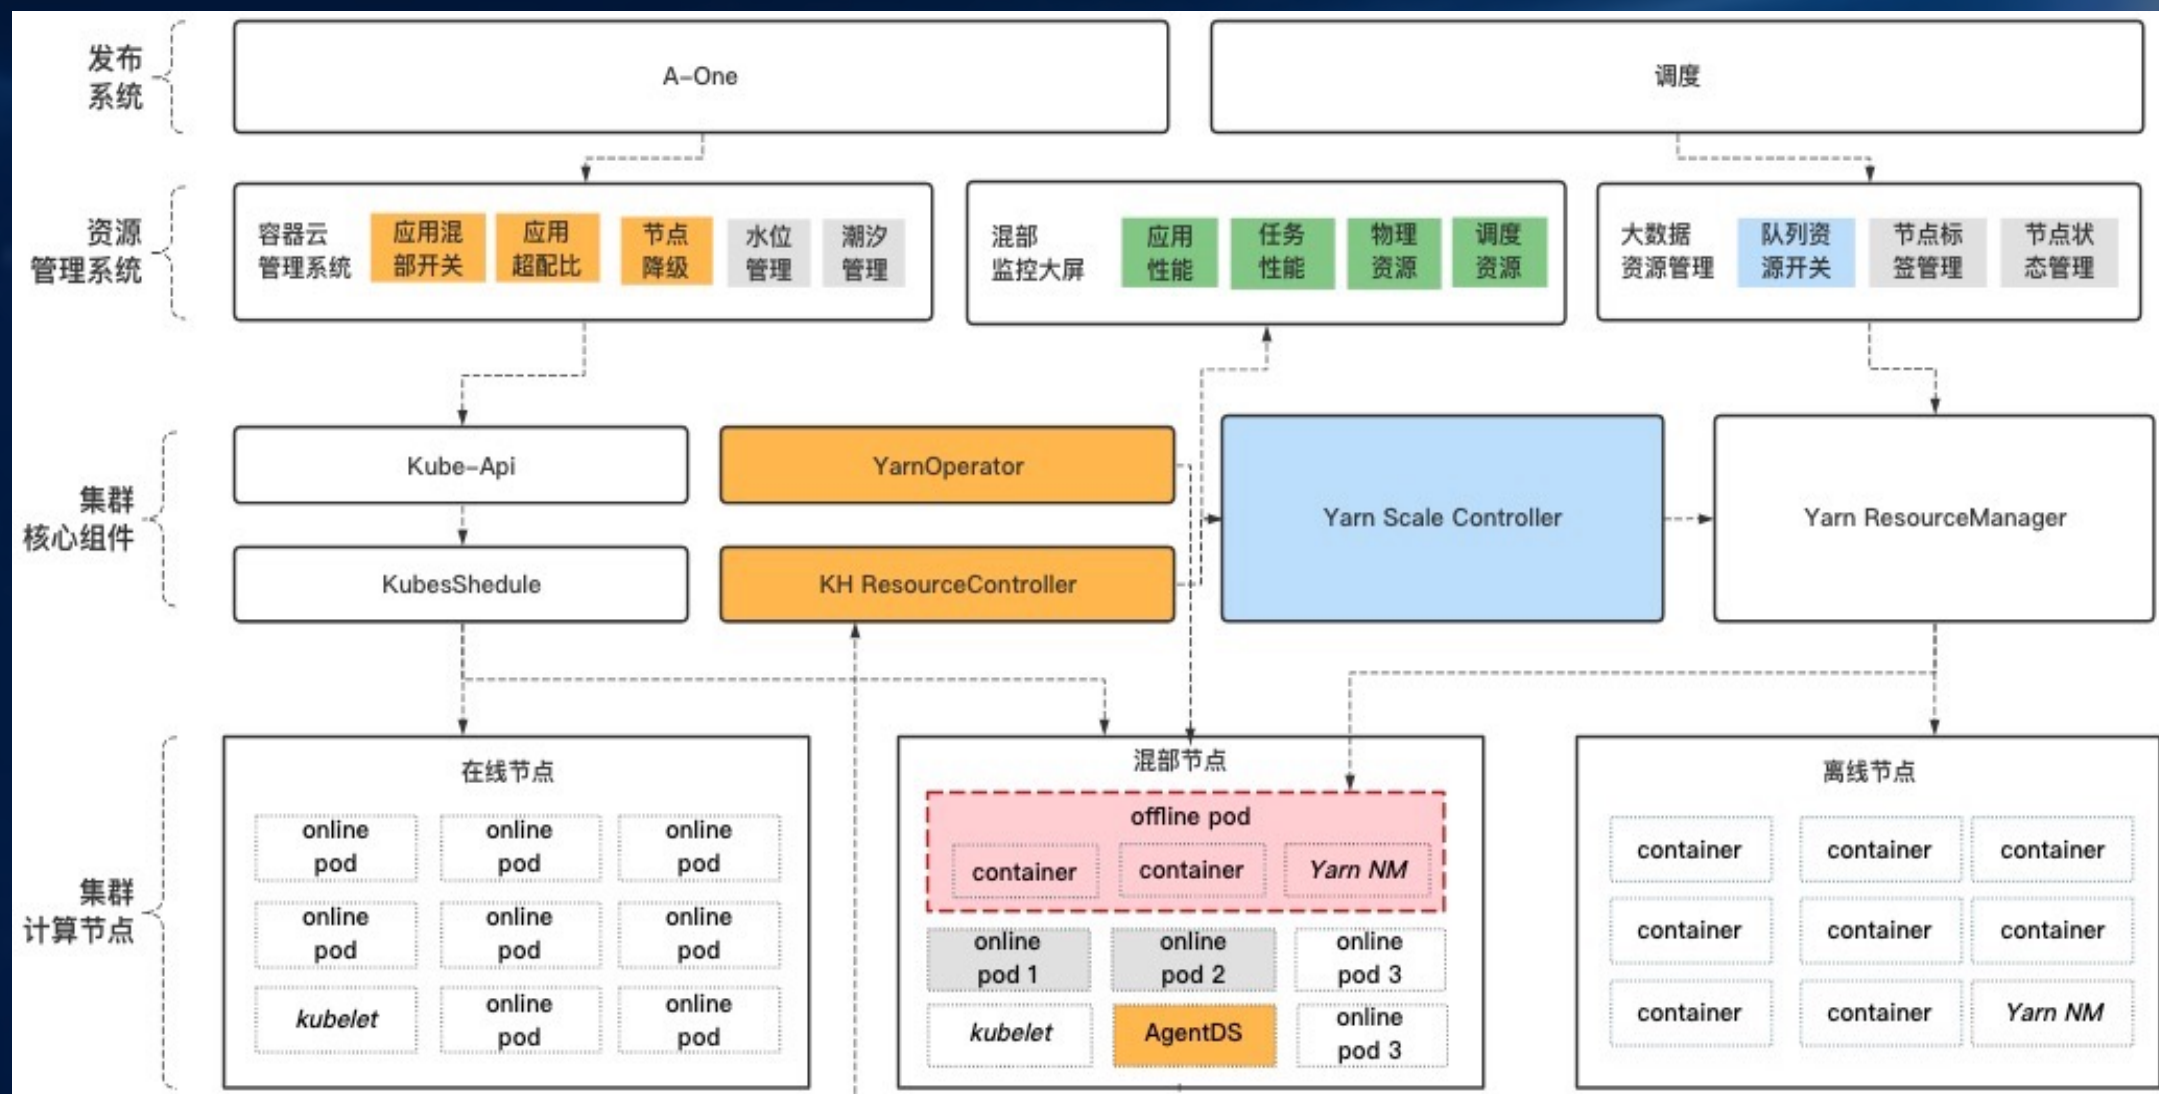 发布
系统
A-One
调度
资源
管理系统
容器云
管理系统
应用混
部开关
应用
超配比
节点
降级
水位
管理
潮汐
管理
混部
监控大屏
应用
性能
任务
性能
物理
资源
调度
资源
大数据
资源管理
队列资
源开关
节点标
签管理
节点状
态管理
集群
核心组件
Kube-Api
YarnOperator
Yarn Scale Controller
Yarn ResourceManager
KubesShedule
KH ResourceController
集群
计算节点
在线节点
online
pod
online
pod
online
pod
online
pod
online
pod
online
pod
kubelet
online
pod
online
pod
混部节点
offline pod
container
container
Yarn NM
online
pod 1
online
pod 2
online
pod 3
kubelet
AgentDS
online
pod 3
离线节点
container
container
container
container
container
container
container
container
Yarn NM